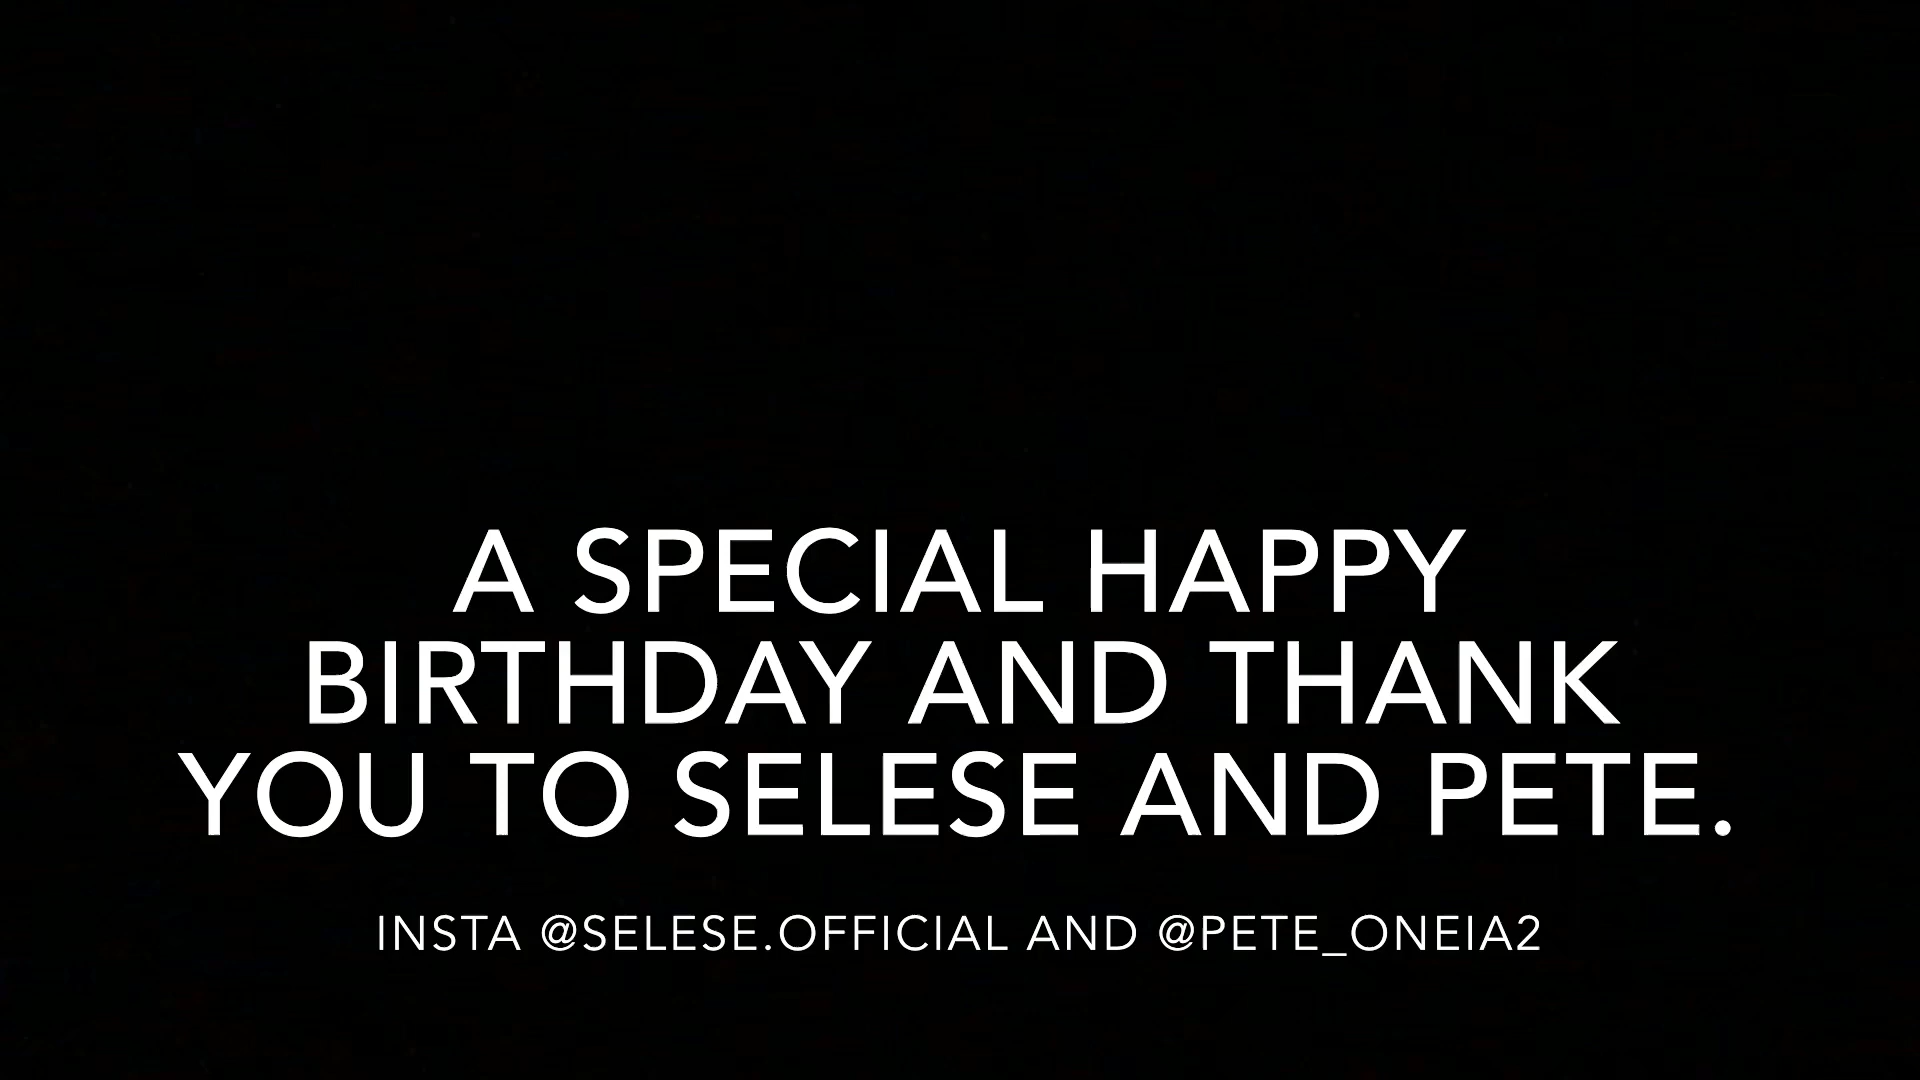 A SPECIAL HAPPY
BIRTHDAY AND THANK
YOU TO SELESE AND PETE.
INSTA @SELESE.OFFICIAL AND @PETE_ONEIA2